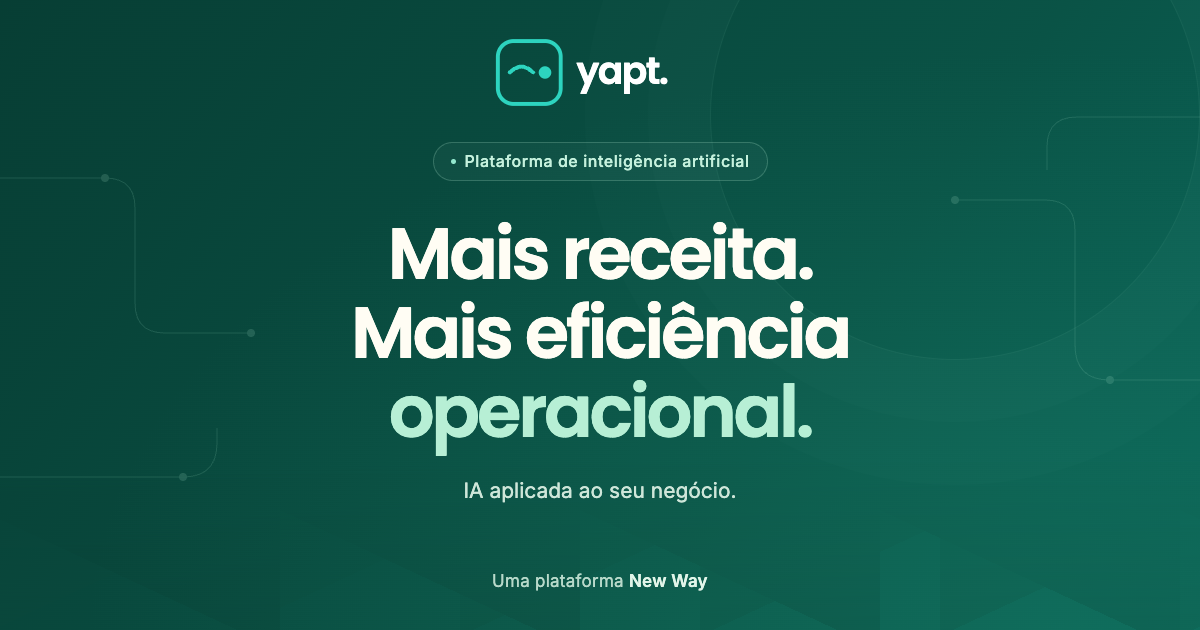 yapt.
• Plataforma de inteligência artificial
Mais receita.
Mais eficiência
operacional.
IA aplicada ao seu negócio.
Uma plataforma New Way